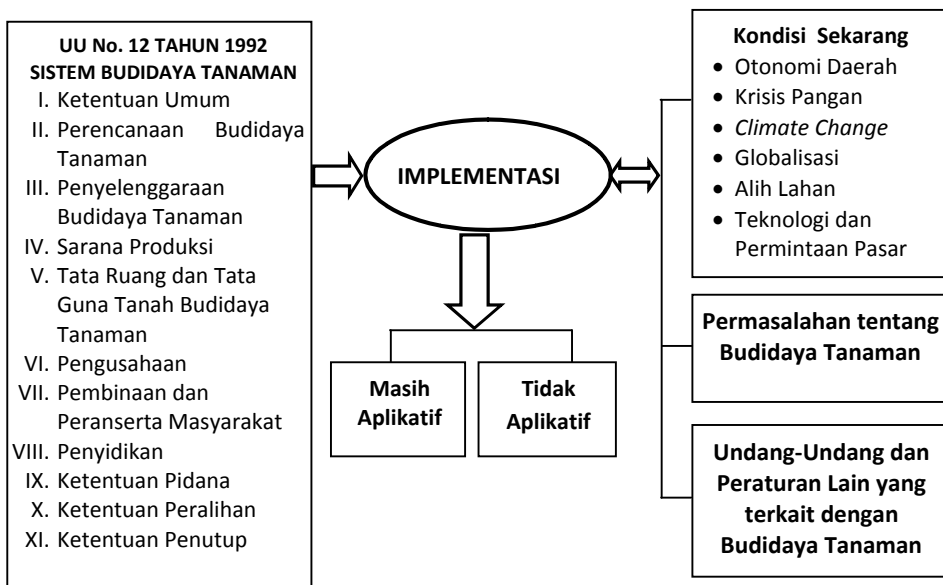 UU No. 12 TAHUN 1992
SISTEM BUDIDAYA TANAMAN
I. Ketentuan Umum
II. Perencanaan Budidaya
Tanaman
III. Penyelenggaraan
Budidaya Tanaman
IV. Sarana Produksi
V. Tata Ruang dan Tata
Guna Tanah Budidaya
Tanaman
VI. Pengusahaan
VII. Pembinaan dan
Peranserta Masyarakat
VIII. Penyidikan
IX. Ketentuan Pidana
X. Ketentuan Peralihan
XI. Ketentuan Penutup
IMPLEMENTASI
Masih
Aplikatif
Tidak
Aplikatif
Kondisi Sekarang
• Otonomi Daerah
• Krisis Pangan
• Climate Change
• Globalisasi
• Alih Lahan
• Teknologi dan
Permintaan Pasar
Permasalahan tentang
Budidaya Tanaman
Undang-Undang dan
Peraturan Lain yang
terkait dengan
Budidaya Tanaman